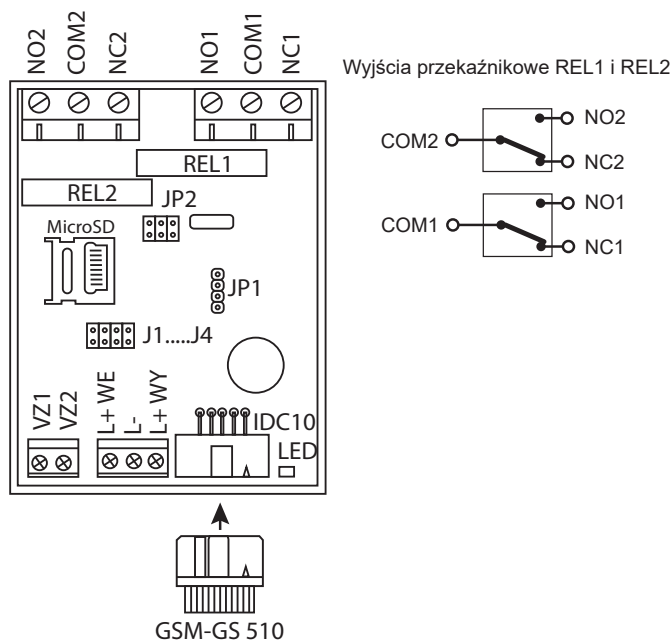 NO2
COM2
NC2
NO1
COM1
NC1
Wyjścia przekaźnikowe REL1 i REL2
NO2
COM2
NC2
NO1
COM1
NC1
REL1
REL2
JP2
MicroSD
JP1
J1.....J4
VZ1
VZ2
L+ WE
L-
L+ WY
IDC10
LED
GSM-GS 510